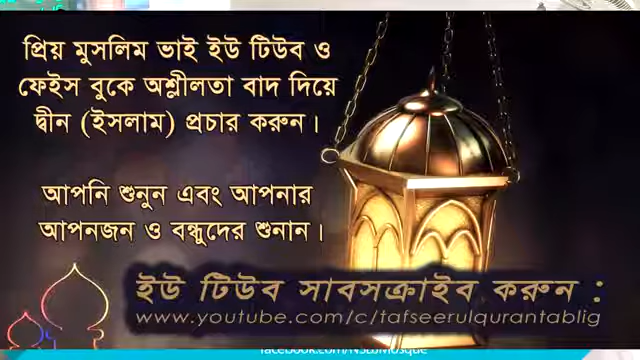 প্রিয় মুসলিম ভাই ইউ টিউব ও
ফেইস বুকে অশ্লীলতা বাদ দিয়ে
দ্বীন (ইসলাম) প্রচার করুন।
আপনি শুনুন এবং আপনার
আপনজন ও বন্ধুদের শুনান।
ইউ টিউব সাবসক্রাইব করুন :
www.youtube.com/c/tafseerulqurantablig